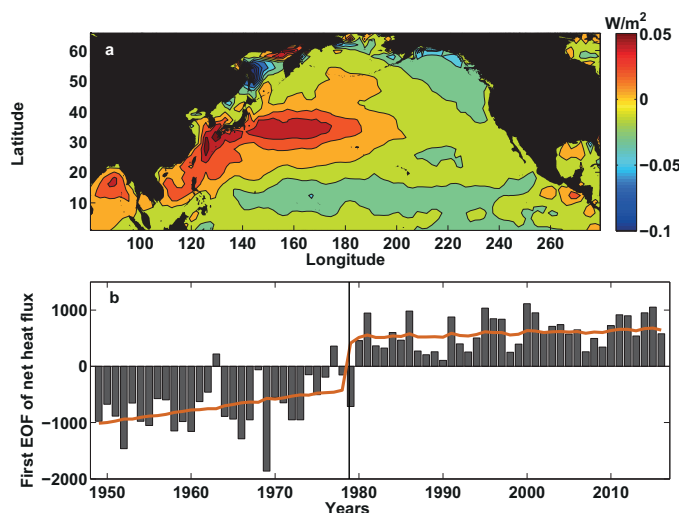 W/m²
a
60
50
40
30
20
10
Latitude
100 120 140 160 180 200 220 240 260
Longitude
0.05
0
−0.05
−0.1
b
1000
0
−1000
−2000
First EOF of net heat flux
1950 1960 1970 1980 1990 2000 2010
Years